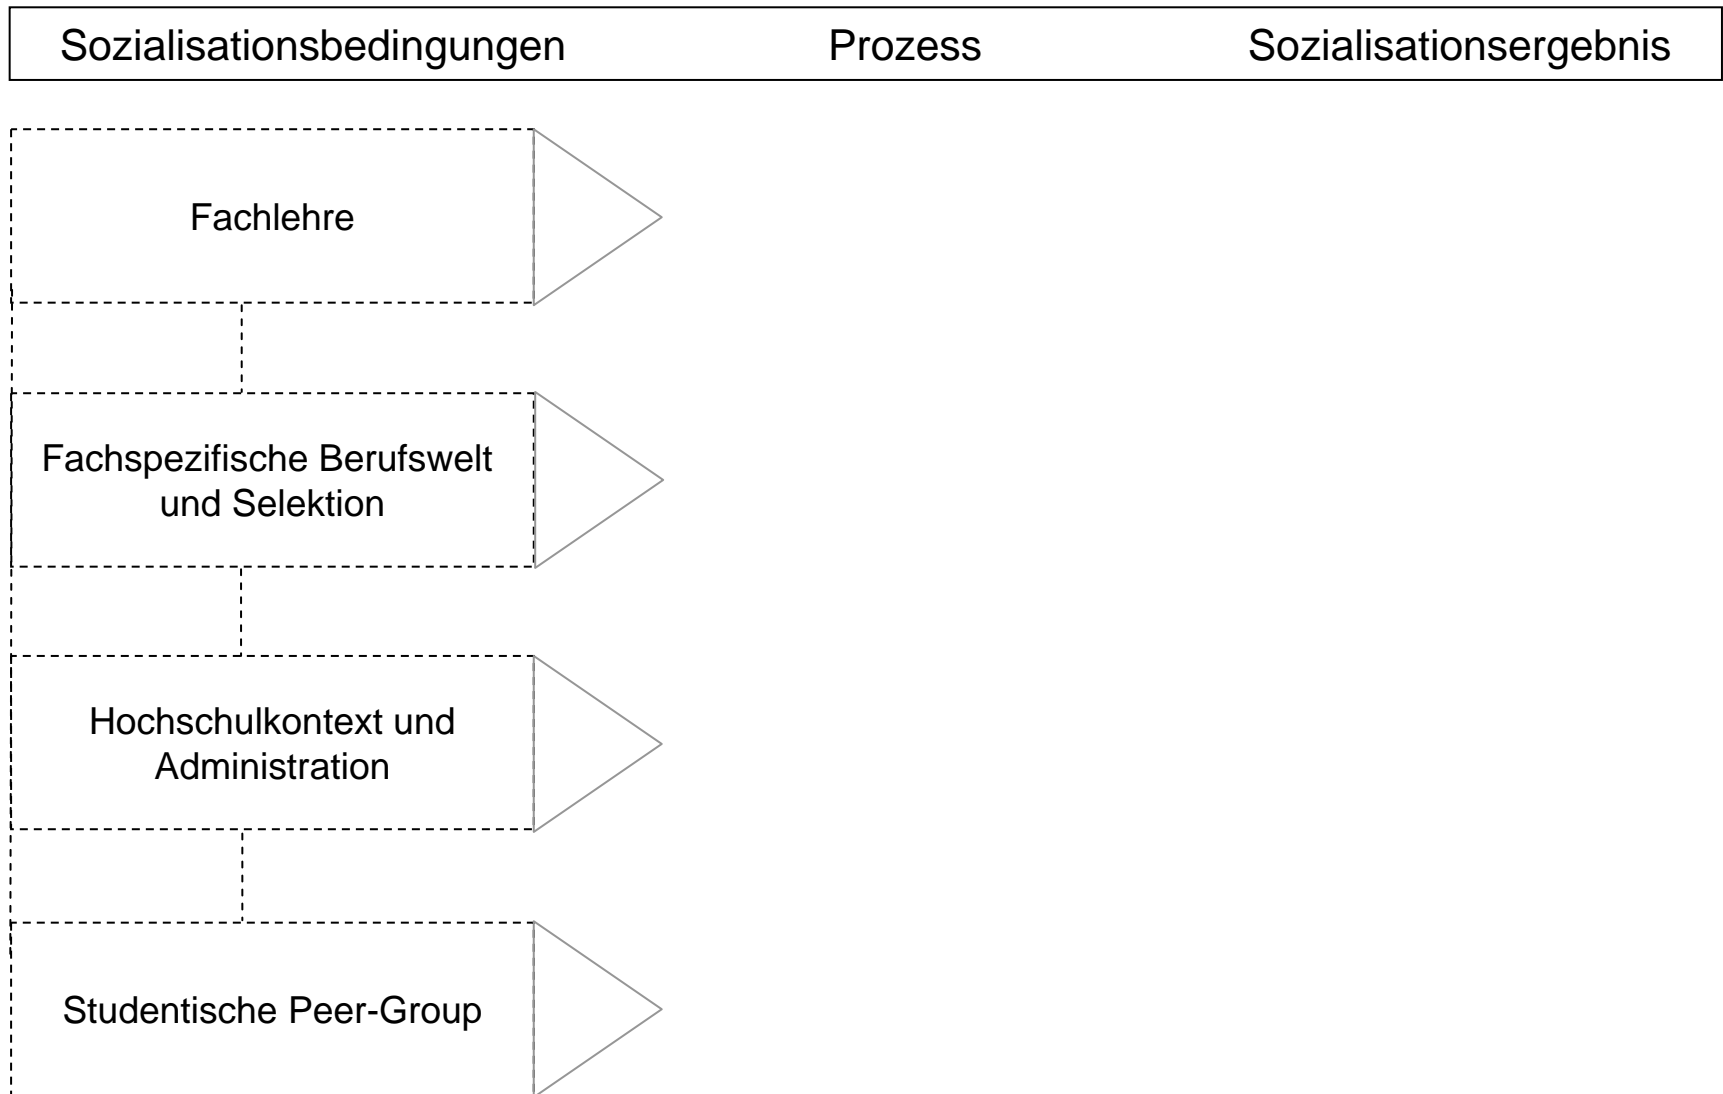 Sozialisationsbedingungen Prozess Sozialisationsergebnis
Fachlehre
Fachspezifische Berufswelt
und Selektion
Hochschulkontext und
Administration
Studentische Peer-Group